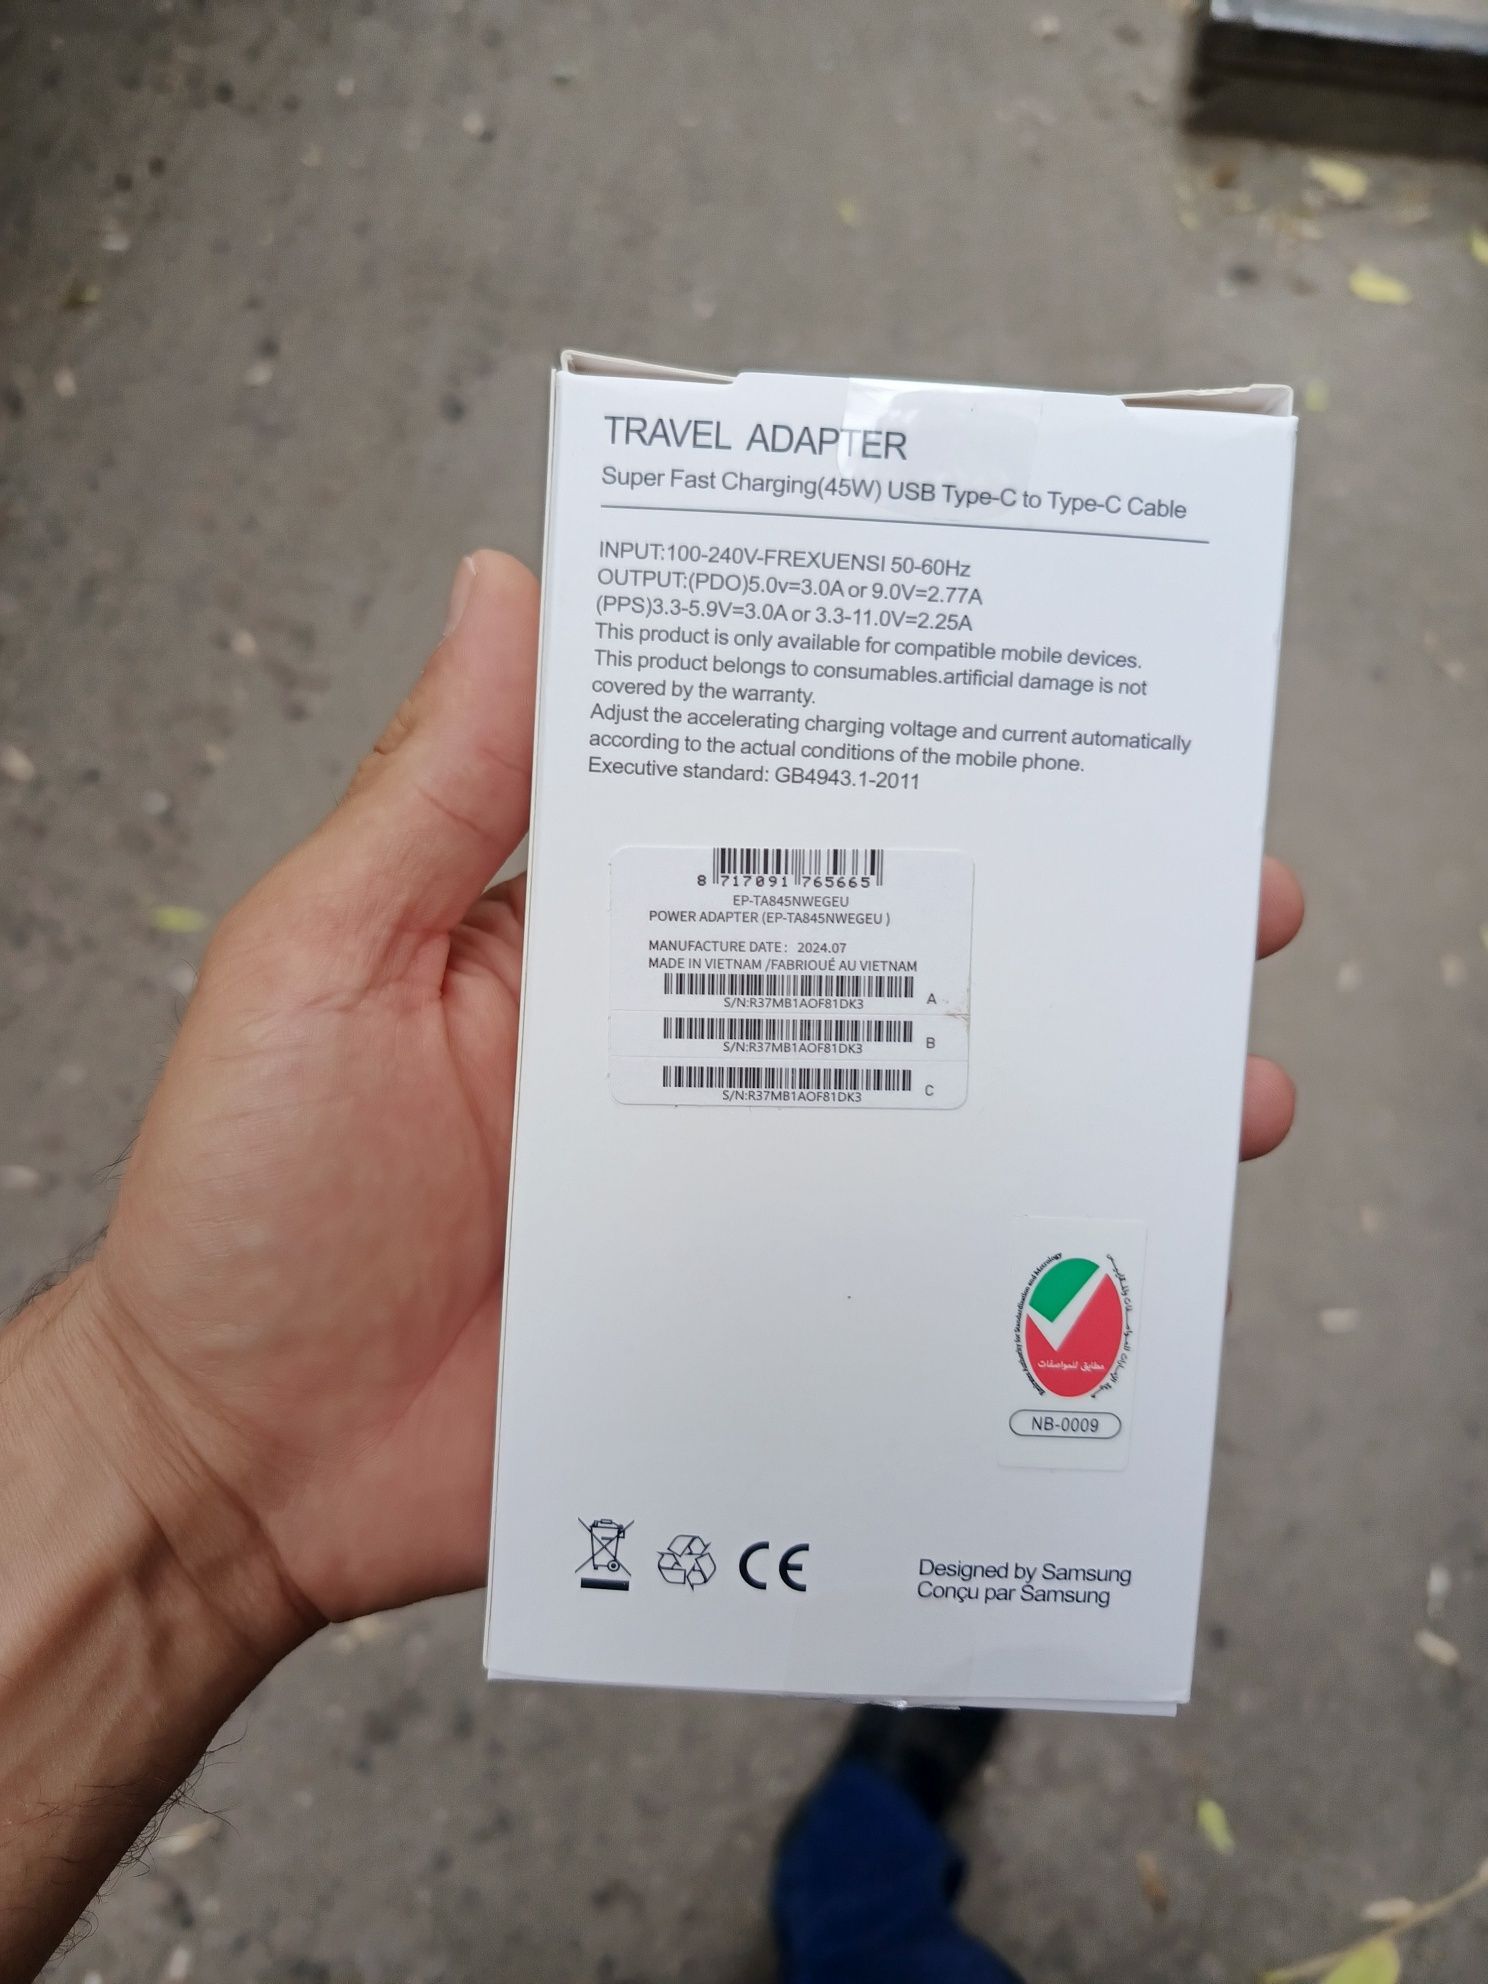 TRAVEL ADAPTER
Super Fast Charging(45W) USB Type-C to Type-C Cable
INPUT:100-240V-FREXUENSI 50-60Hz
OUTPUT:(PDO)5.0v=3.0A or 9.0V=2.77A
(PPS)3.3-5.9V=3.0A or 3.3-11.0V=2.25A
This product is only available for compatible mobile devices.
This product belongs to consumables.artificial damage is not
covered by the warranty.
Adjust the accelerating charging voltage and current automatically
according to the actual conditions of the mobile phone.
Executive standard: GB4943.1-2011
8 717091 765665
EP-TA845NWEGEU
POWER ADAPTER (EP-TA845NWEGEU )
MANUFACTURE DATE: 2024.07
MADE IN VIETNAM /FABRIOUÉ AU VIETNAM
S/N:R37MB1AOF81DK3 A
S/N:R37MB1AOF81DK3 B
S/N:R37MB1AOF81DK3 C
Emirates Authority for Standardization and Metrology
مطابق للمواصفات
NB-0009
CE
Designed by Samsung
Conçu par Samsung